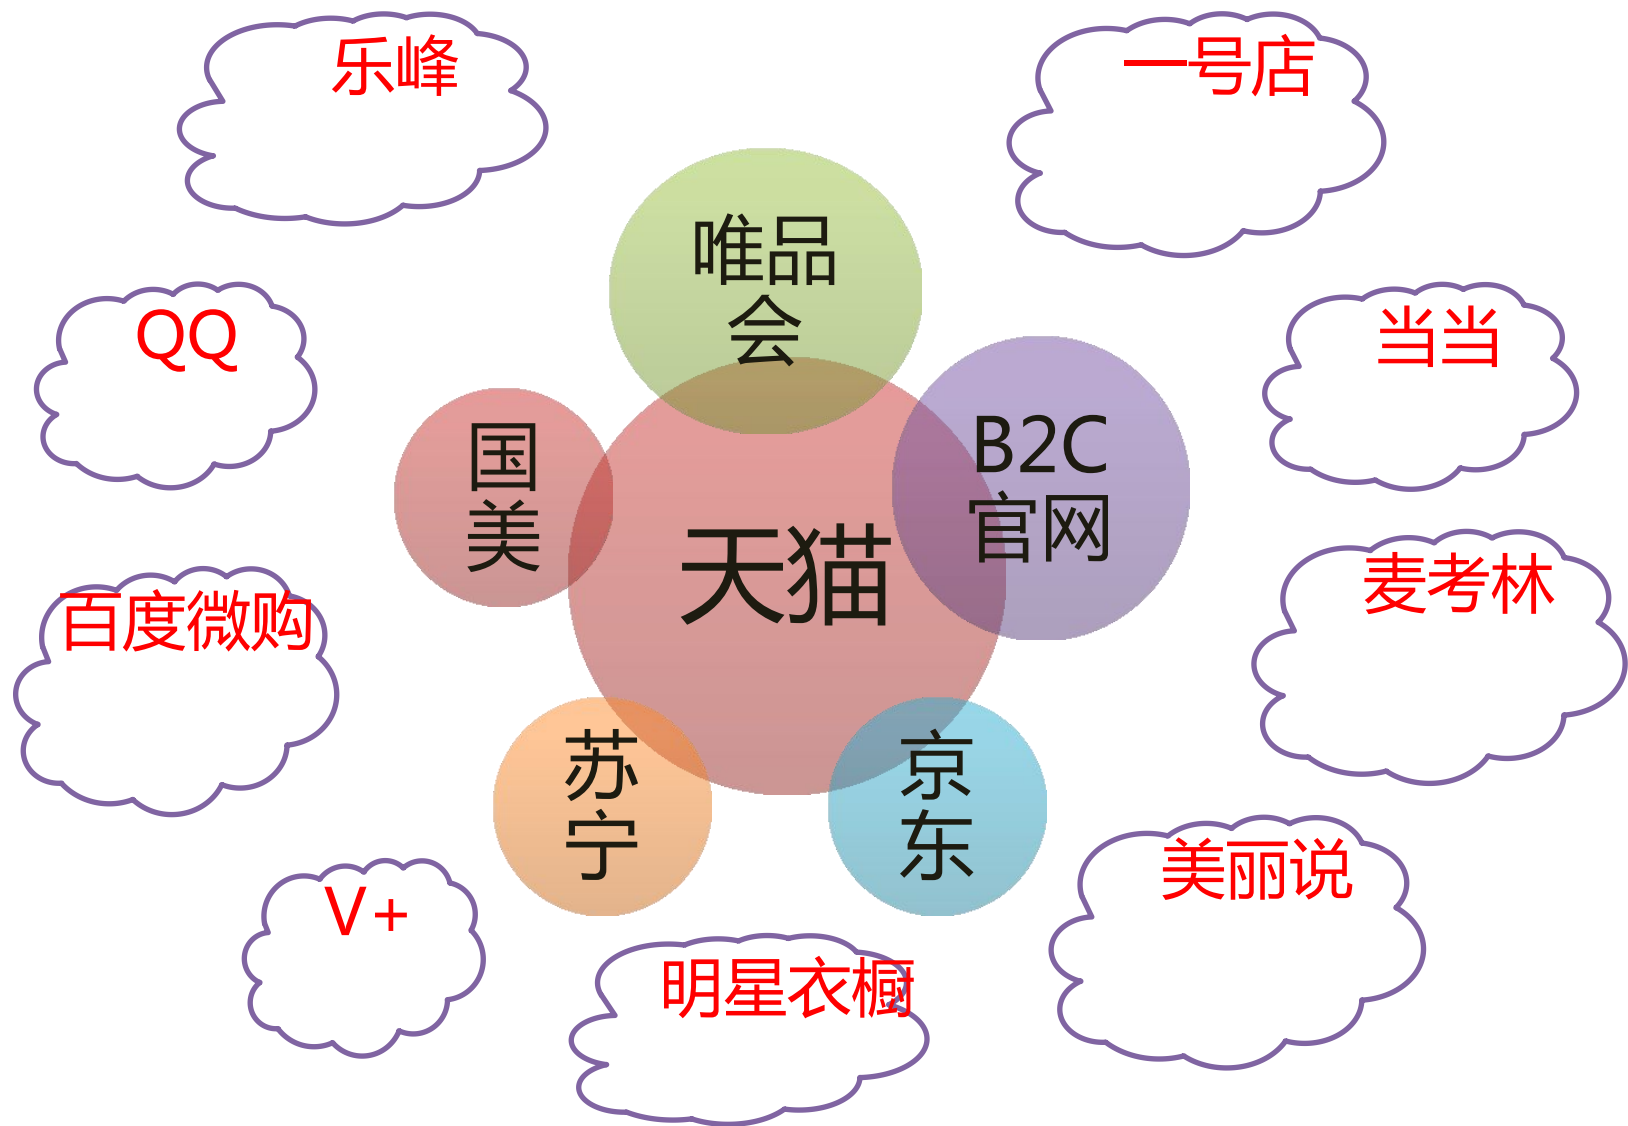 乐峰
一号店
唯品
会
QQ
当当
B2C
官网
国
美
天猫
麦考林
百度微购
苏
宁
京
东
美丽说
V+
明星衣橱